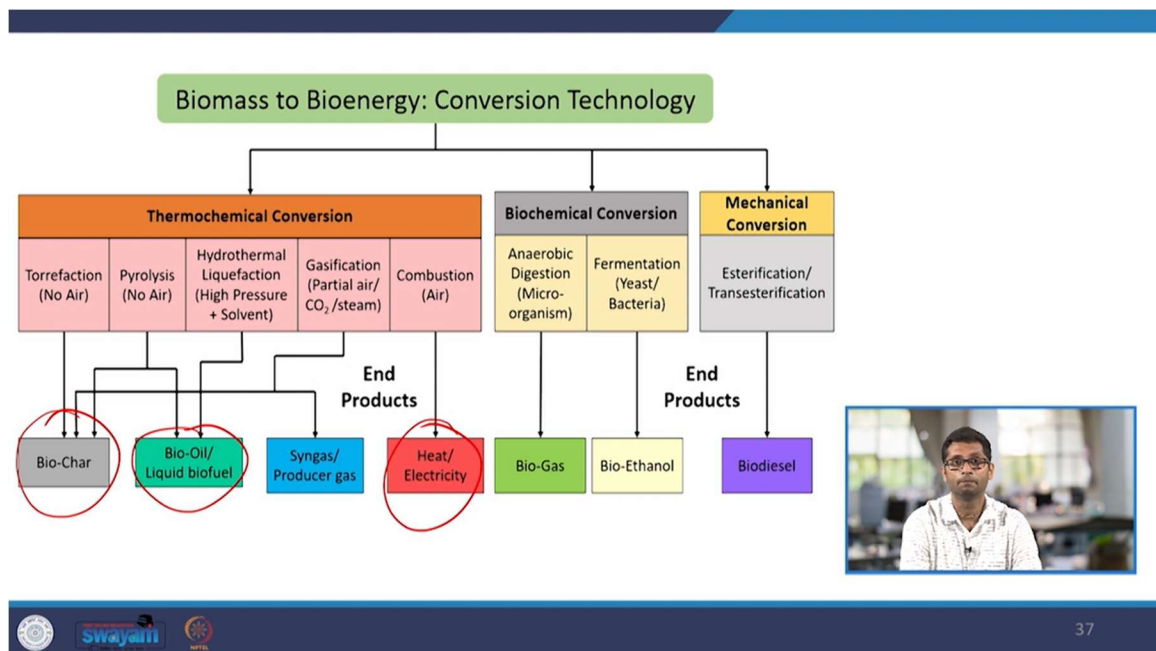 Biomass to Bioenergy: Conversion Technology
Thermochemical Conversion
Torrefaction
(No Air)
Pyrolysis
(No Air)
Hydrothermal
Liquefaction
(High Pressure
+ Solvent)
Gasification
(Partial air/
CO₂ /steam)
Combustion
(Air)
Biochemical Conversion
Anaerobic
Digestion
(Micro-
organism)
Fermentation
(Yeast/
Bacteria)
Mechanical
Conversion
Esterification/
Transesterification
End
Products
End
Products
Bio-Char
Bio-Oil/
Liquid biofuel
Syngas/
Producer gas
Heat/
Electricity
Bio-Gas
Bio-Ethanol
Biodiesel
swayam
NPTEL
37